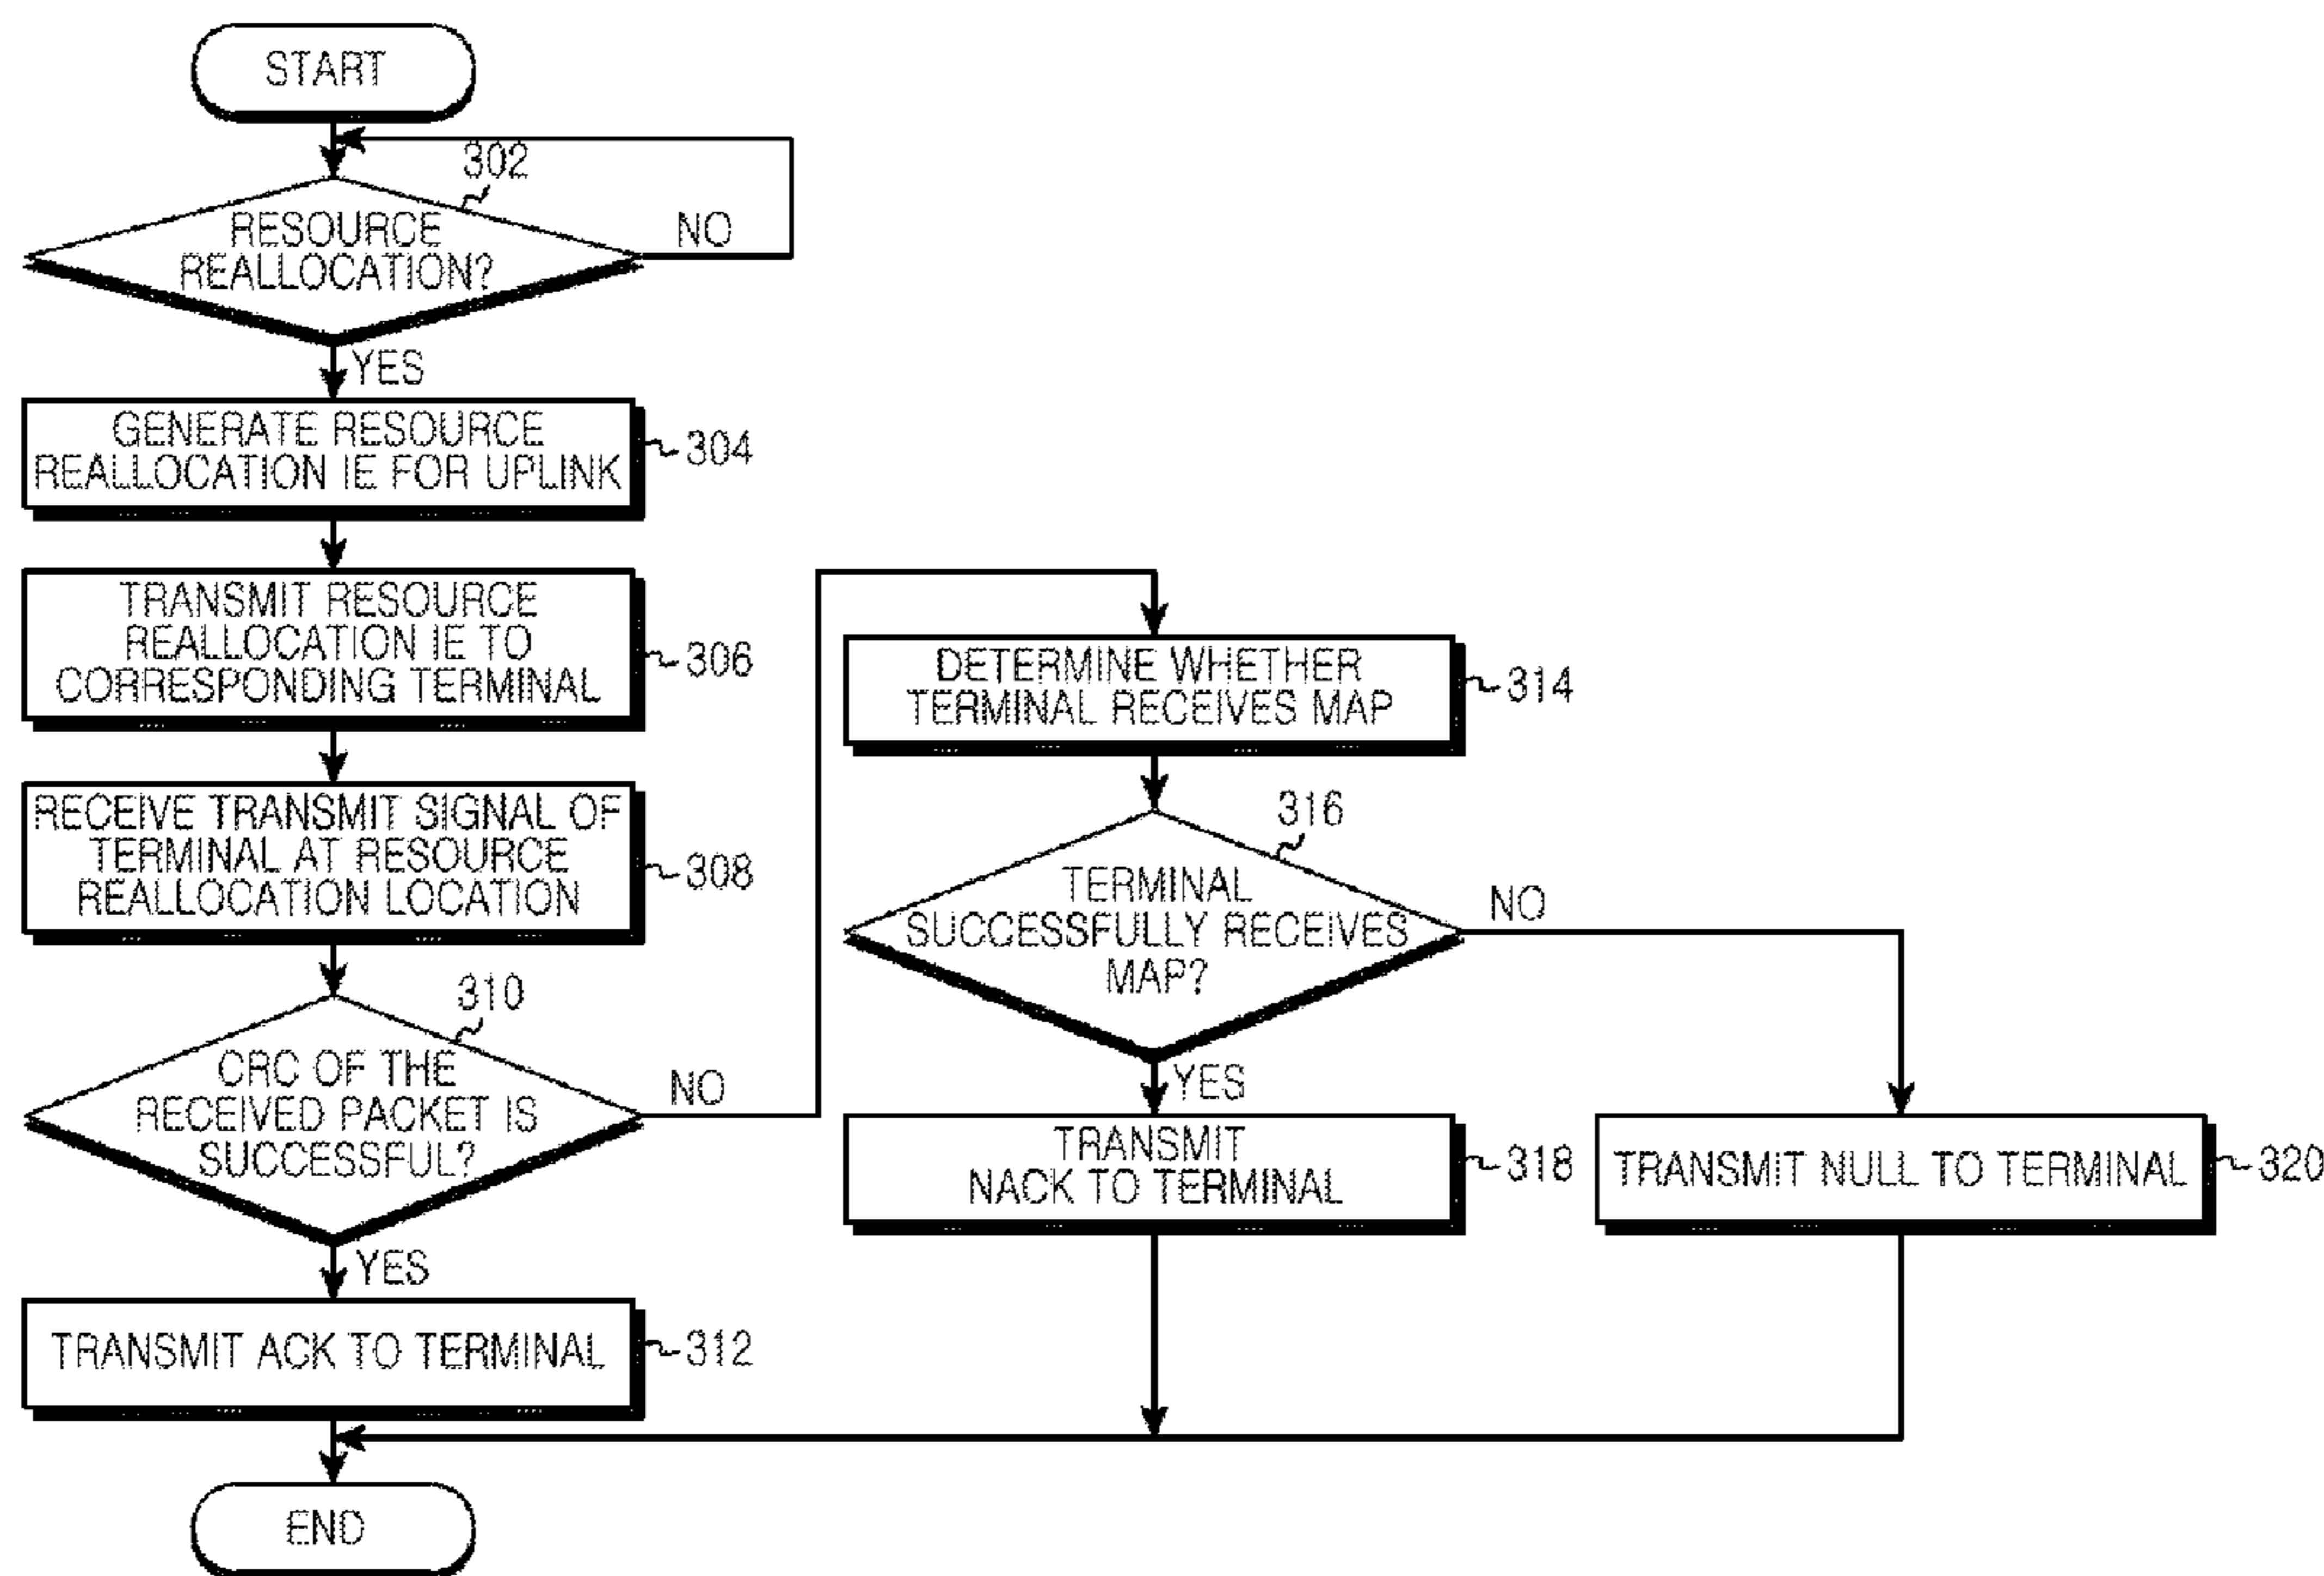 START
302
RESOURCE
REALLOCATION?
NO
YES
GENERATE RESOURCE
REALLOCATION IE FOR UPLINK
304
TRANSMIT RESOURCE
REALLOCATION IE TO
CORRESPONDING TERMINAL
306
RECEIVE TRANSMIT SIGNAL OF
TERMINAL AT RESOURCE
REALLOCATION LOCATION
308
310
CRC OF THE
RECEIVED PACKET IS
SUCCESSFUL?
NO
YES
TRANSMIT ACK TO TERMINAL
312
DETERMINE WHETHER
TERMINAL RECEIVES MAP
314
316
TERMINAL
SUCCESSFULLY RECEIVES
MAP?
NO
YES
TRANSMIT
NACK TO TERMINAL
318
TRANSMIT NULL TO TERMINAL
320
END